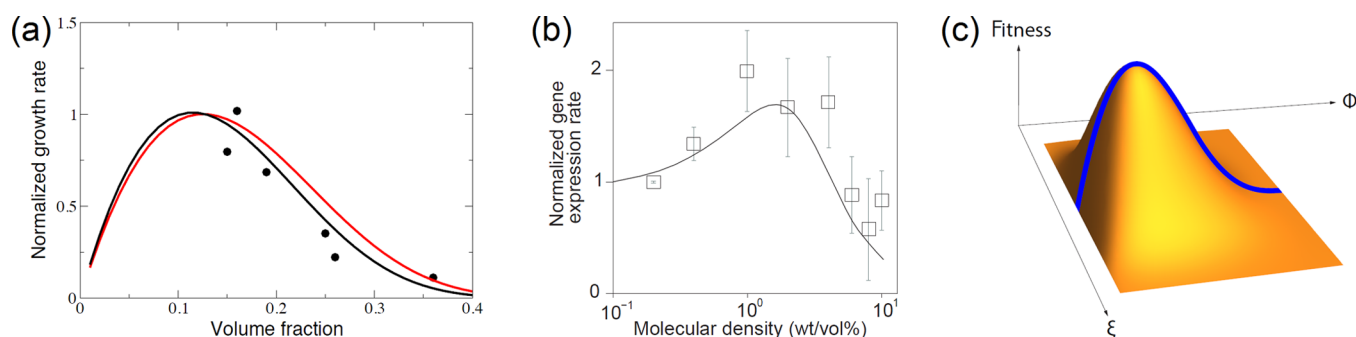 (a)
1.5
1
0.5
0
0
0.1
0.2
0.3
0.4
Normalized growth rate
Volume fraction
(b)
2
1
0
10⁻¹
10⁰
10¹
Normalized gene
expression rate
Molecular density (wt/vol%)
(c)
Fitness
Φ
ξ